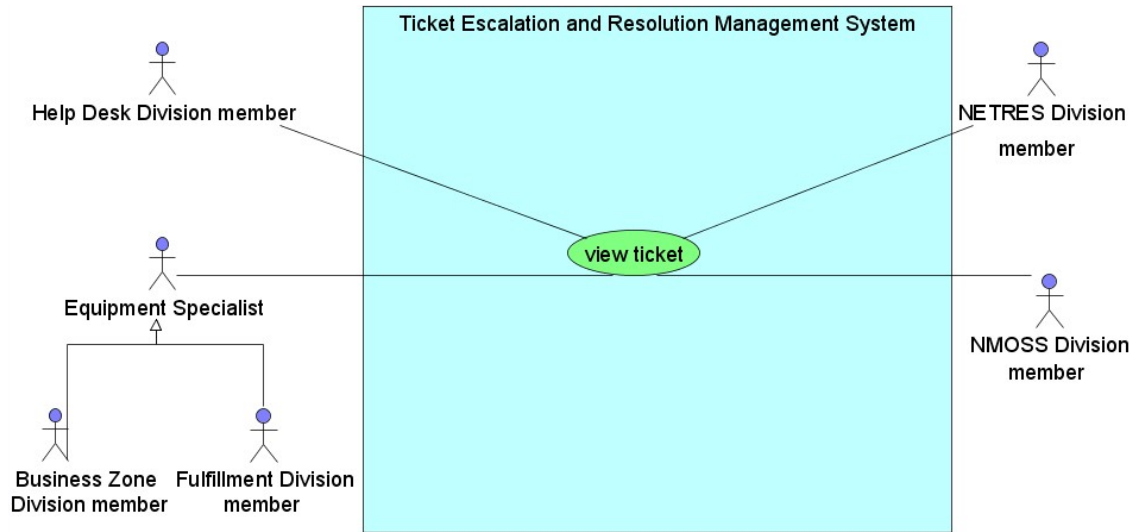 Ticket Escalation and Resolution Management System
Help Desk Division member
NETRES Division
member
view ticket
Equipment Specialist
NMOSS Division
member
Business Zone
Division member
Fulfillment Division
member